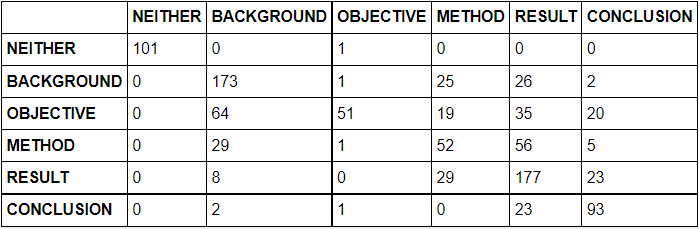 NEITHER BACKGROUND OBJECTIVE METHOD RESULT CONCLUSION
NEITHER 101 0 1 0 0 0
BACKGROUND 0 173 1 25 26 2
OBJECTIVE 0 64 51 19 35 20
METHOD 0 29 1 52 56 5
RESULT 0 8 0 29 177 23
CONCLUSION 0 2 1 0 23 93